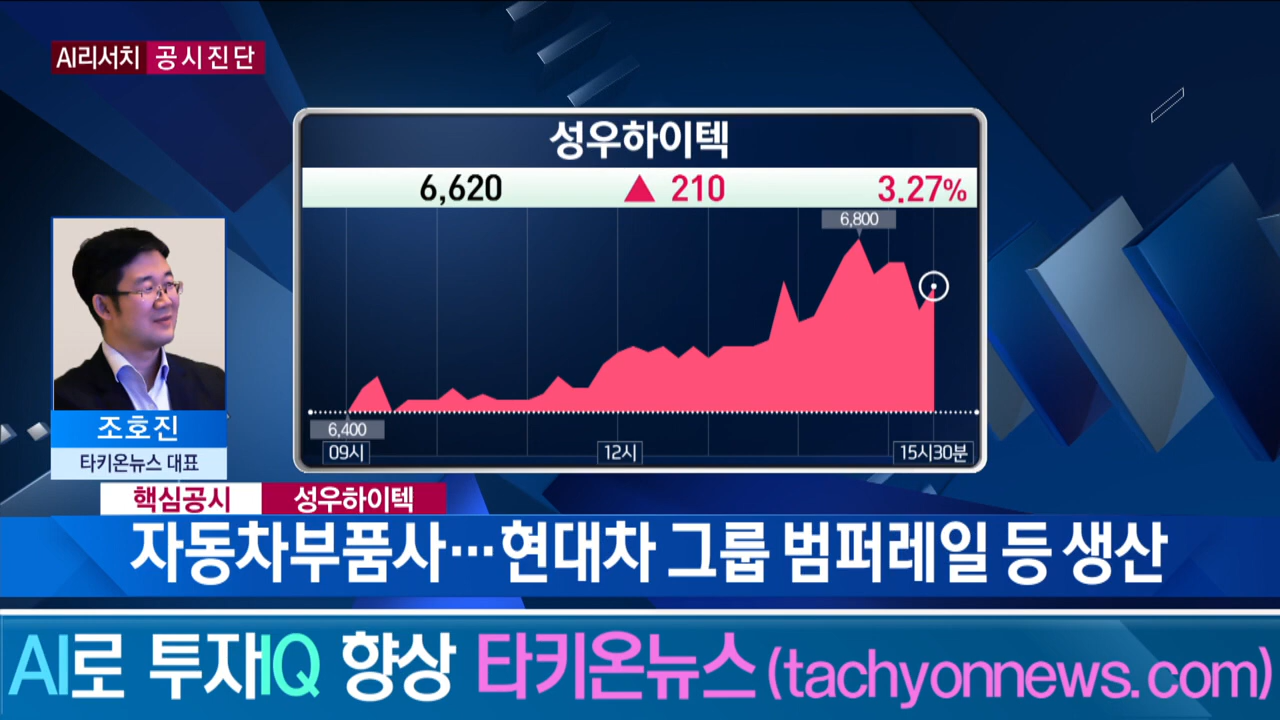 AI리서치 공시진단
성우하이텍
6,620 ▲ 210 3.27%
6,800
6,400
09시 12시 15시30분
조호진
타키온뉴스 대표
핵심공시 성우하이텍
자동차부품사…현대차 그룹 범퍼레일 등 생산
AI로 투자IQ 향상 타키온뉴스(tachyonnews.com)